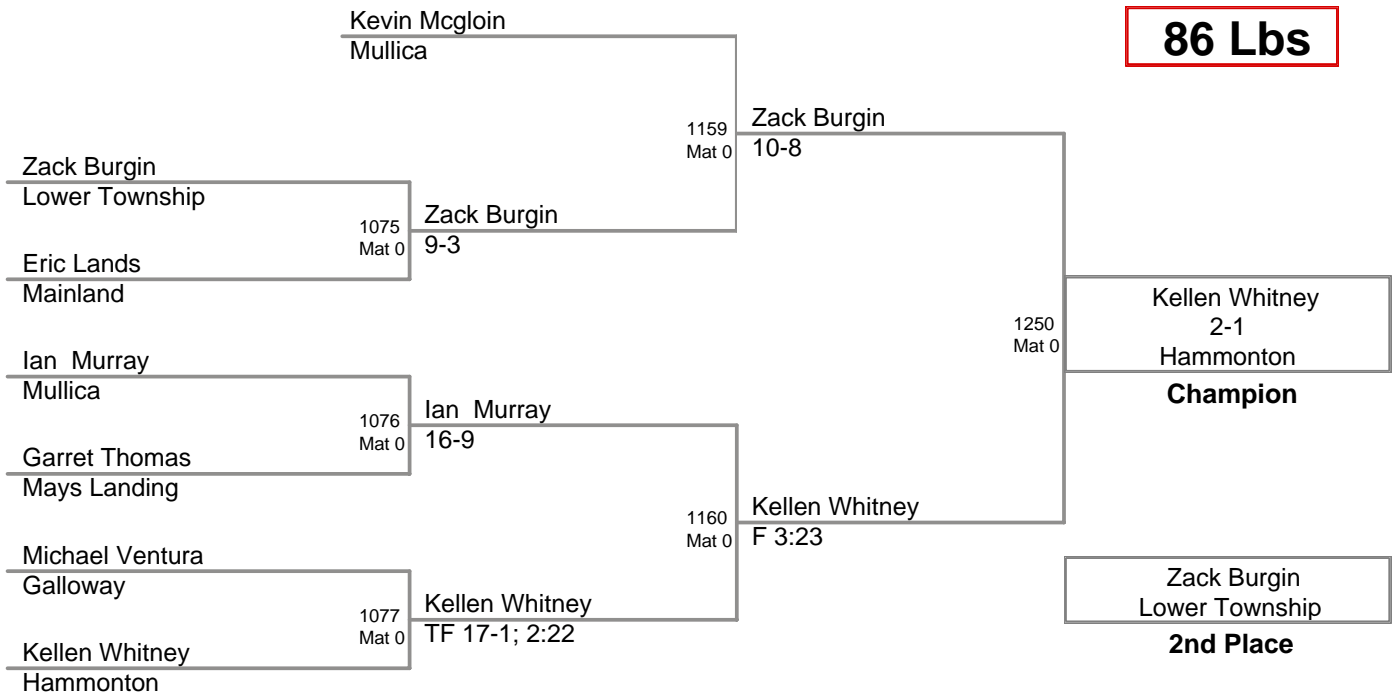 Kevin Mcgloin
Mullica
86 Lbs
1159
Mat 0
Zack Burgin
10-8
Zack Burgin
Lower Township
1075
Mat 0
Zack Burgin
9-3
Eric Lands
Mainland
1250
Mat 0
Kellen Whitney
2-1
Hammonton
Champion
Ian  Murray
Mullica
1076
Mat 0
Ian  Murray
16-9
Garret Thomas
Mays Landing
1160
Mat 0
Kellen Whitney
F 3:23
Michael Ventura
Galloway
1077
Mat 0
Kellen Whitney
TF 17-1; 2:22
Kellen Whitney
Hammonton
Zack Burgin
Lower Township
2nd Place